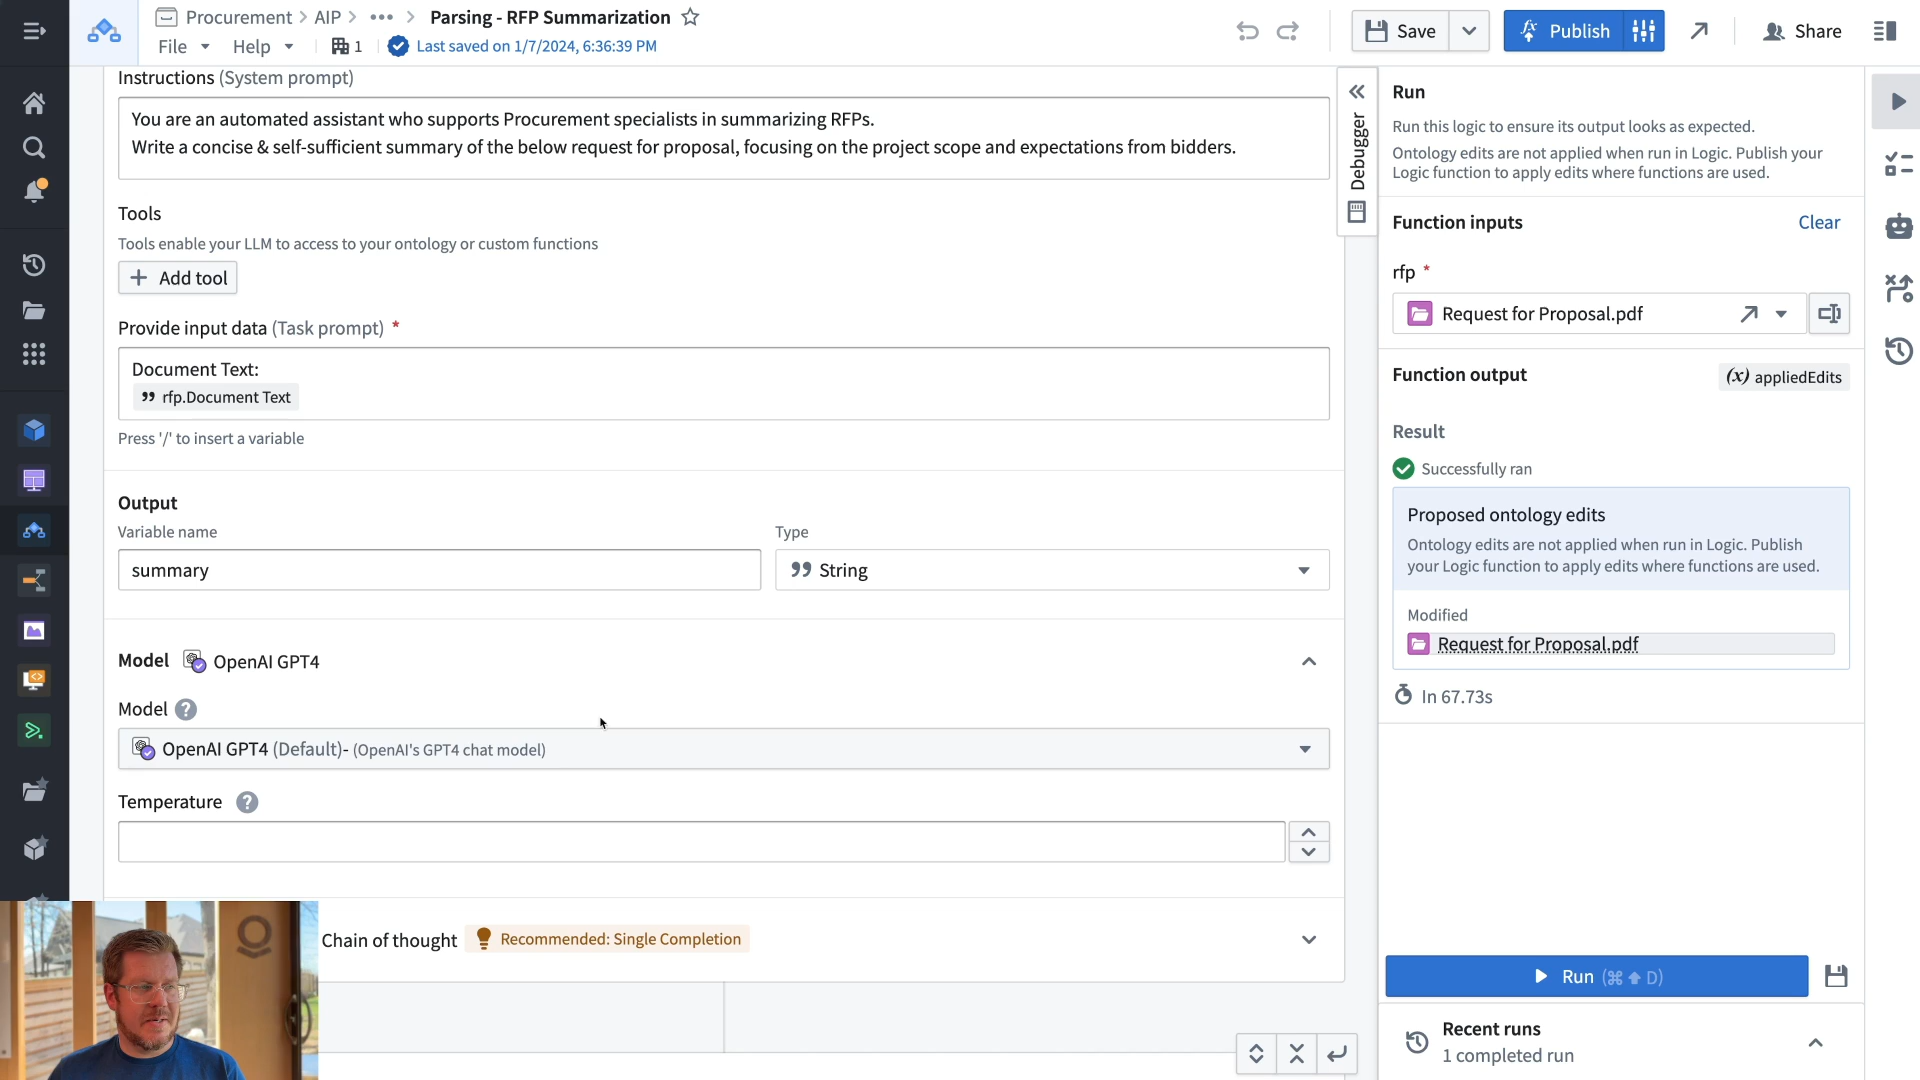 Procurement > AIP > ••• > Parsing - RFP Summarization
File Help 1 Last saved on 1/7/2024, 6:36:39 PM
Save
Publish
Share
Instructions (System prompt)
You are an automated assistant who supports Procurement specialists in summarizing RFPs.
Write a concise & self-sufficient summary of the below request for proposal, focusing on the project scope and expectations from bidders.
Tools
Tools enable your LLM to access to your ontology or custom functions
+ Add tool
Provide input data (Task prompt) *
Document Text:
rfp.Document Text
Press '/' to insert a variable
Output
Variable name
Type
summary
String
Model OpenAI GPT4
Model ?
OpenAI GPT4 (Default)- (OpenAI's GPT4 chat model)
Temperature ?
Chain of thought Recommended: Single Completion
Debugger
Run
Run this logic to ensure its output looks as expected.
Ontology edits are not applied when run in Logic. Publish your
Logic function to apply edits where functions are used.
Function inputs Clear
rfp *
Request for Proposal.pdf
Function output (x) appliedEdits
Result
Successfully ran
Proposed ontology edits
Ontology edits are not applied when run in Logic. Publish
your Logic function to apply edits where functions are used.
Modified
Request for Proposal.pdf
In 67.73s
Run (⌘ ⬆ D)
Recent runs
1 completed run